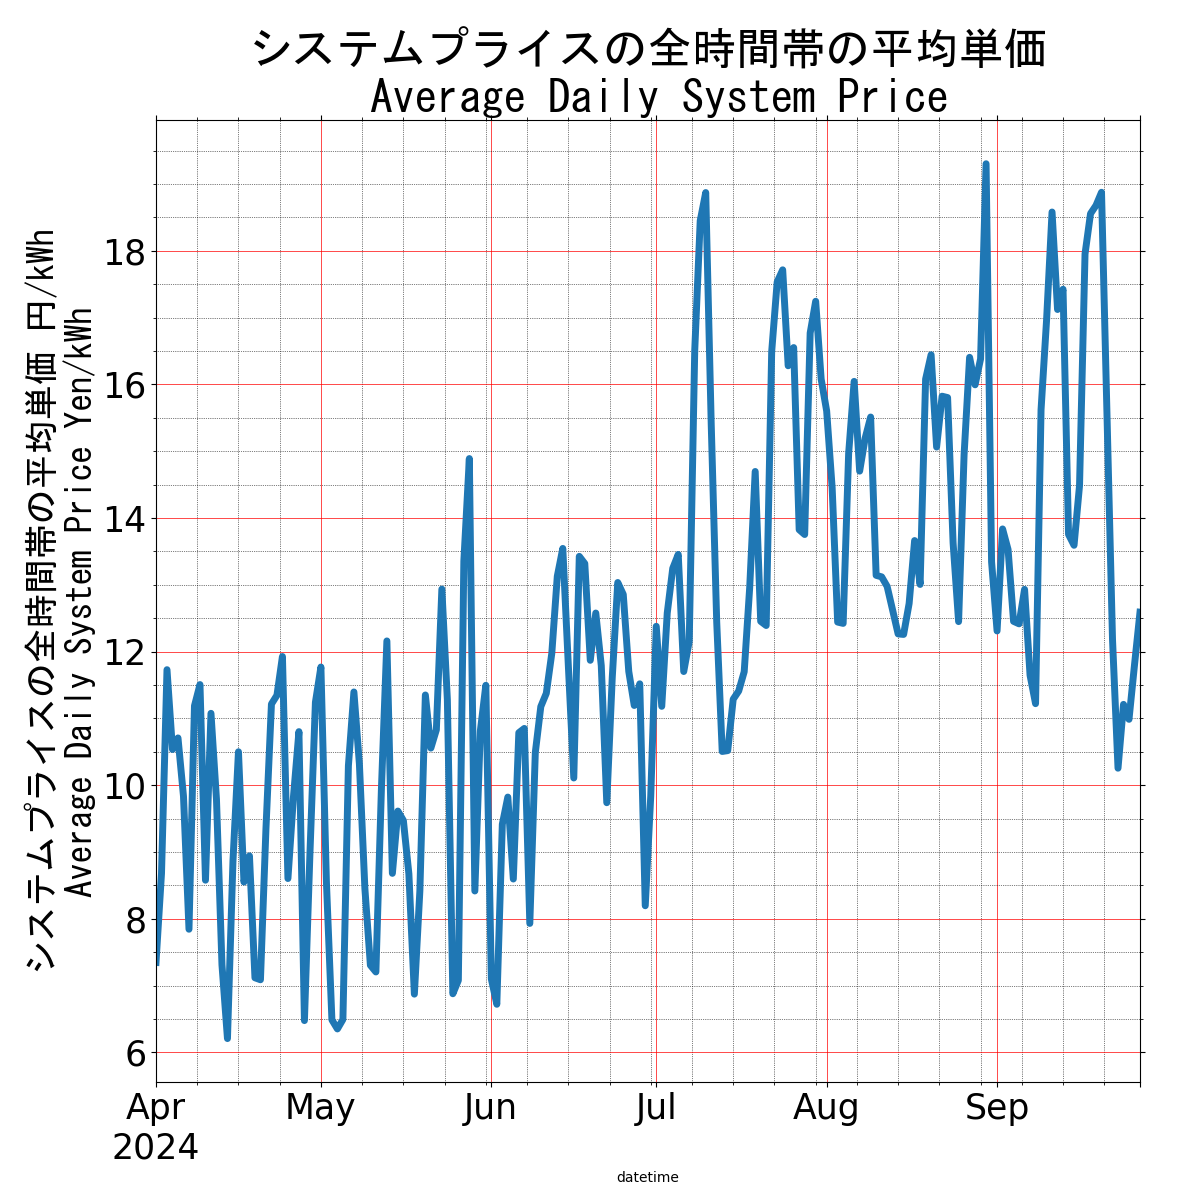 システムプライスの全時間帯の平均単価
Average Daily System Price
システムプライスの全時間帯の平均単価 円/kWh
Average Daily System Price Yen/kWh
18
16
14
12
10
8
6
Apr
2024
May
Jun
Jul
Aug
Sep
datetime